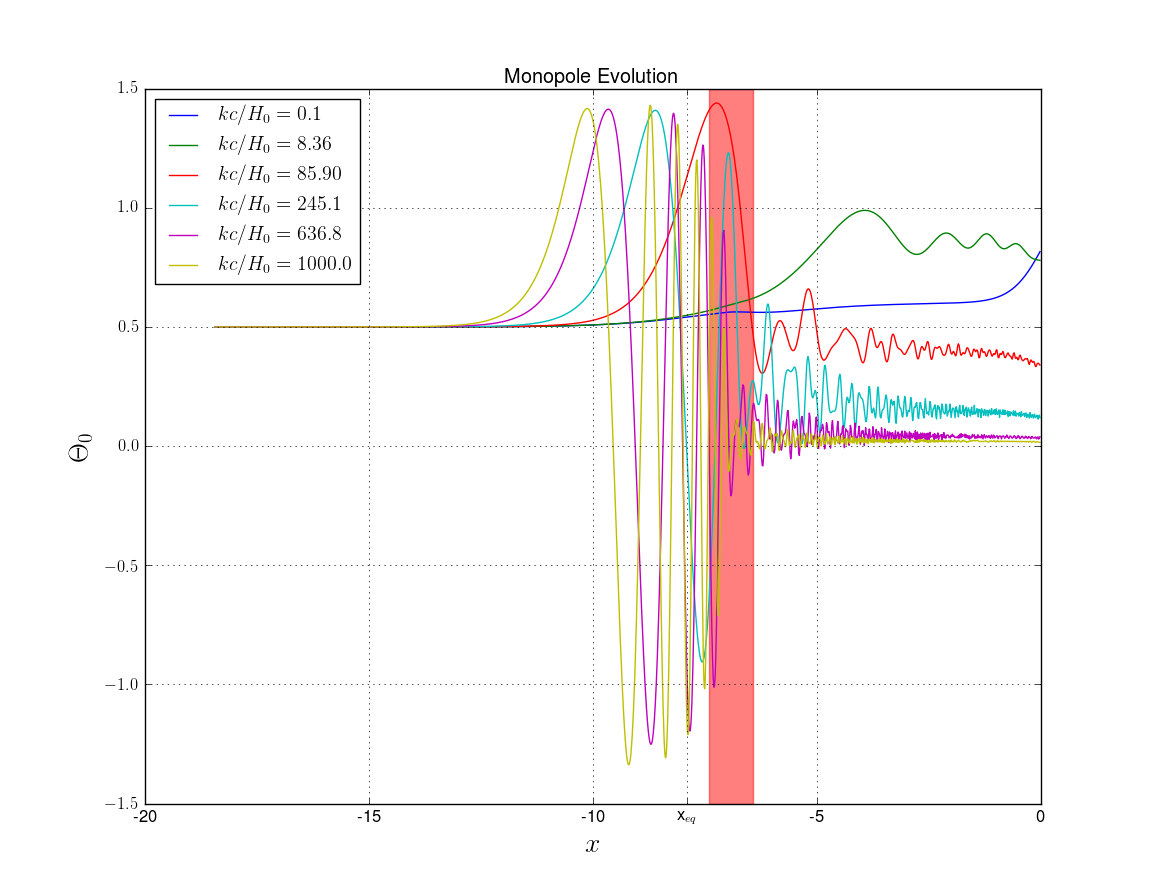 Monopole Evolution
1.5
1.0
0.5
0.0
−0.5
−1.0
−1.5
Θ₀
kc/H₀ = 0.1
kc/H₀ = 8.36
kc/H₀ = 85.90
kc/H₀ = 245.1
kc/H₀ = 636.8
kc/H₀ = 1000.0
-20 -15 -10 x_eq -5 0
x